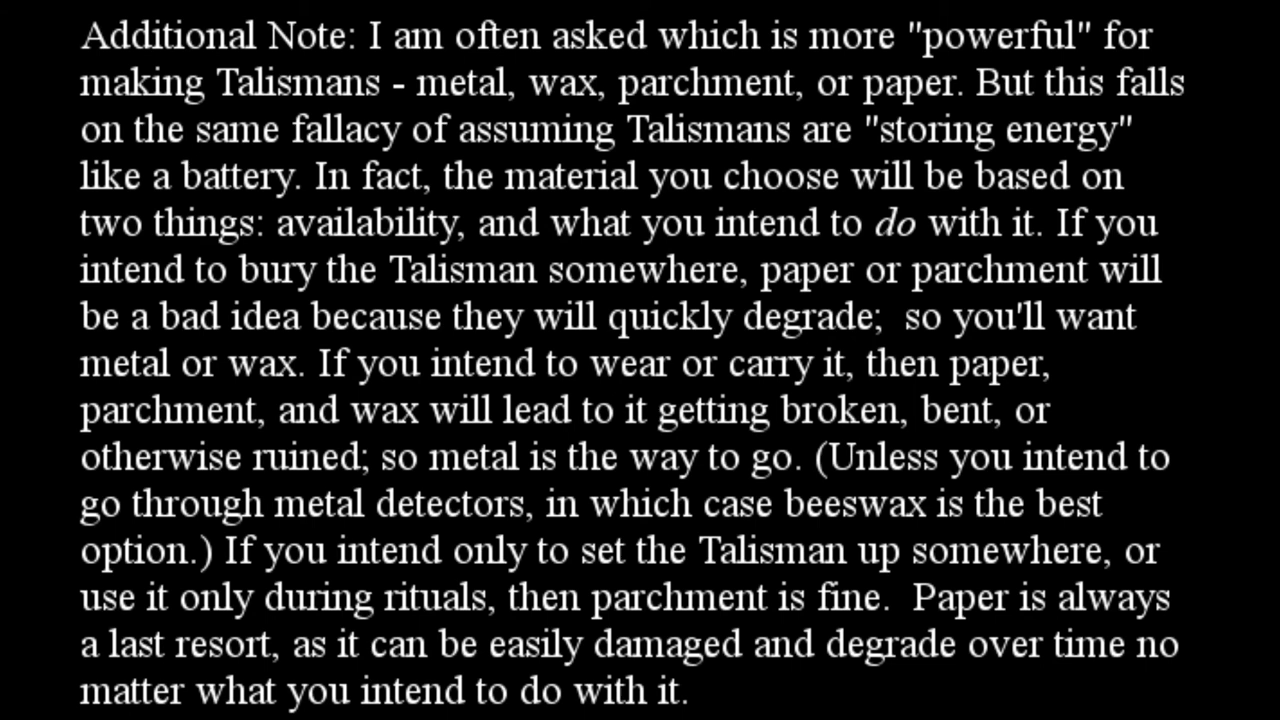 Additional Note: I am often asked which is more "powerful" for
making Talismans - metal, wax, parchment, or paper. But this falls
on the same fallacy of assuming Talismans are "storing energy"
like a battery. In fact, the material you choose will be based on
two things: availability, and what you intend to do with it. If you
intend to bury the Talisman somewhere, paper or parchment will
be a bad idea because they will quickly degrade;  so you'll want
metal or wax. If you intend to wear or carry it, then paper,
parchment, and wax will lead to it getting broken, bent, or
otherwise ruined; so metal is the way to go. (Unless you intend to
go through metal detectors, in which case beeswax is the best
option.) If you intend only to set the Talisman up somewhere, or
use it only during rituals, then parchment is fine.  Paper is always
a last resort, as it can be easily damaged and degrade over time no
matter what you intend to do with it.